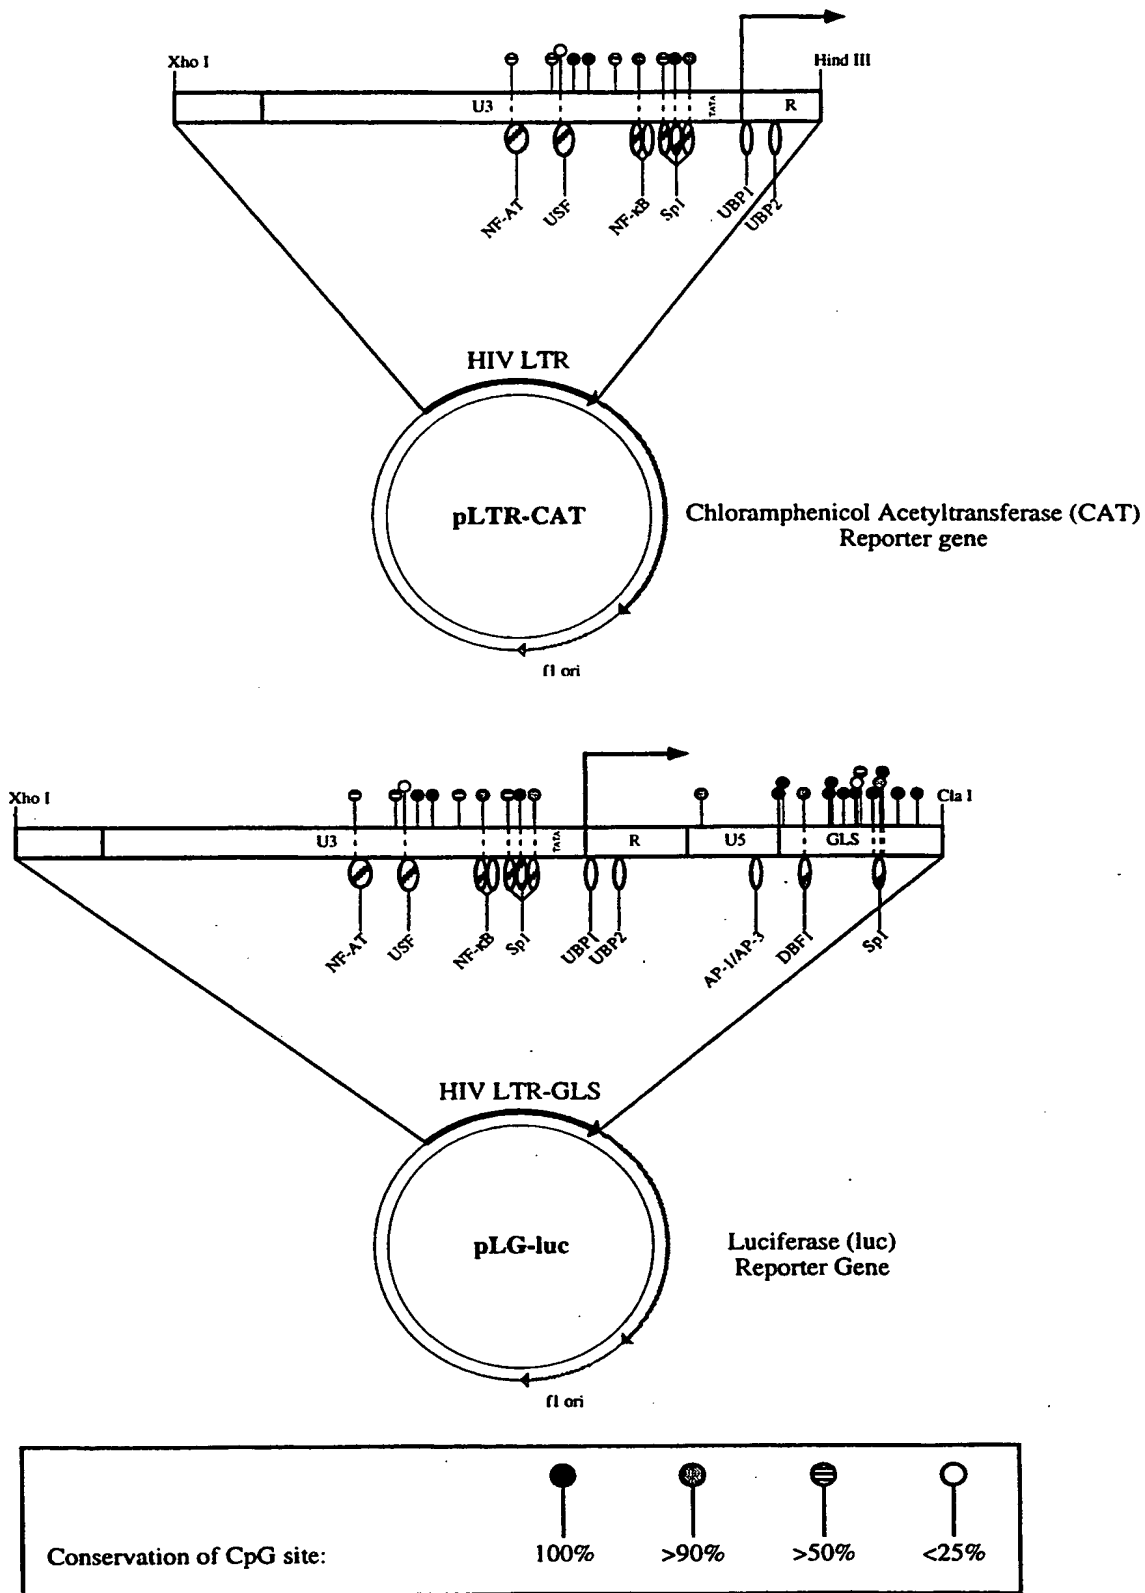 Xho I
Hind III
U3
TATA
R
NF-AT
USF
NF-κB
Sp1
UBP1
UBP2
HIV LTR
pLTR-CAT
Chloramphenicol Acetyltransferase (CAT)
Reporter gene
f1 ori
Xho I
Cla I
U3
TATA
R
U5
GLS
NF-AT
USF
NF-κB
Sp1
UBP1
UBP2
AP-1/AP-3
DBF1
Sp1
HIV LTR-GLS
pLG-luc
Luciferase (luc)
Reporter Gene
f1 ori
Conservation of CpG site:
100%
>90%
>50%
<25%